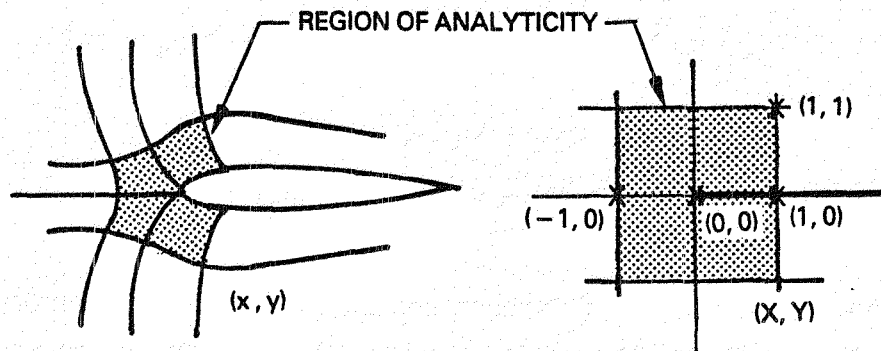 REGION OF ANALYTICITY
(1, 1)
(−1, 0)
(0, 0)
(1, 0)
(x, y)
(X, Y)